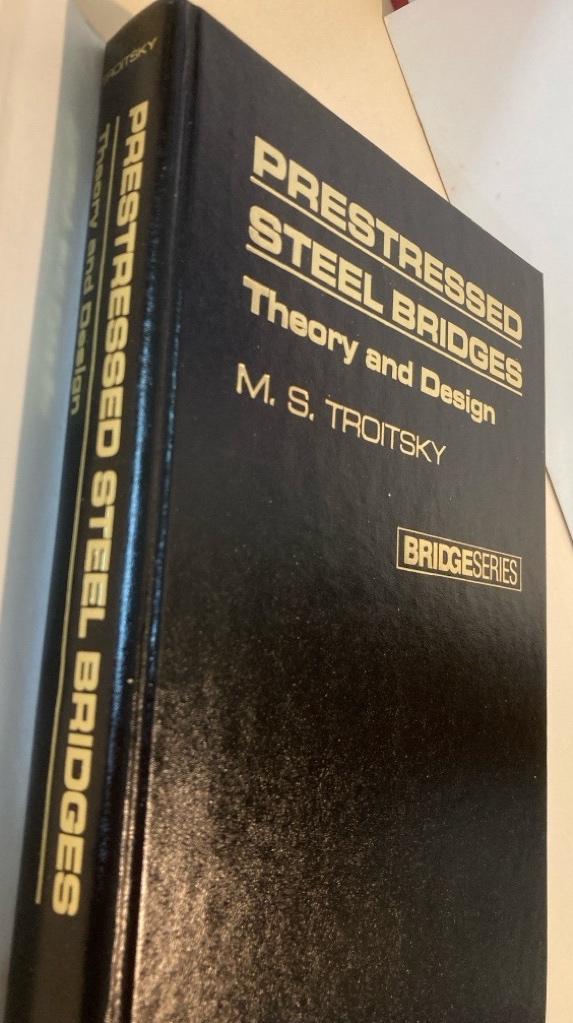 PRESTRESSED
STEEL BRIDGES
Theory and Design
M. S. TROITSKY
BRIDGESERIES
TROITSKY
PRESTRESSED STEEL BRIDGES
Theory and Design